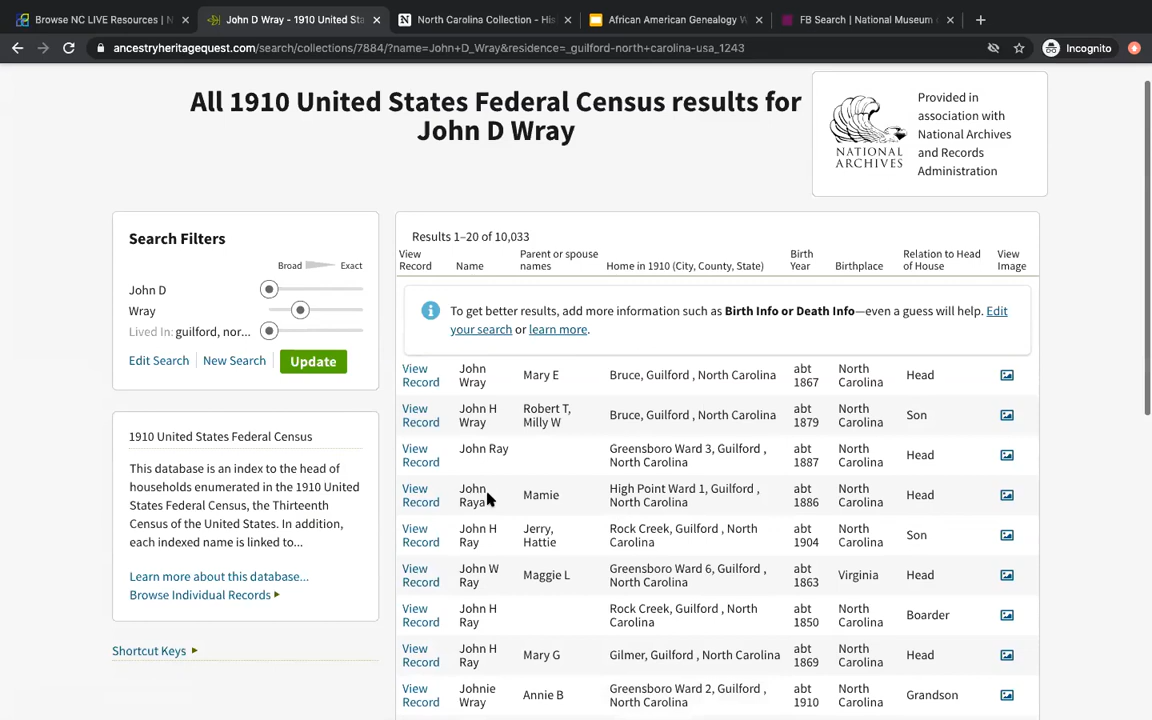 Browse NC LIVE Resources | N
John D Wray - 1910 United Sta
North Carolina Collection - His
African American Genealogy W
FB Search | National Museum
ancestryheritagequest.com/search/collections/7884/?name=John+D_Wray&residence=_guilford-north+carolina-usa_1243
Incognito
All 1910 United States Federal Census results for
John D Wray
Provided in
association with
National Archives
and Records
Administration
NATIONAL
ARCHIVES
Search Filters
Broad Exact
John D
Wray
Lived In: guilford, nor...
Edit Search New Search Update
1910 United States Federal Census
This database is an index to the head of
households enumerated in the 1910 United
States Federal Census, the Thirteenth
Census of the United States. In addition,
each indexed name is linked to...
Learn more about this database...
Browse Individual Records
Shortcut Keys
Results 1–20 of 10,033
View Record Name Parent or spouse names Home in 1910 (City, County, State) Birth Year Birthplace Relation to Head of House View Image
To get better results, add more information such as Birth Info or Death Info—even a guess will help. Edit
your search or learn more.
View Record John Wray Mary E Bruce, Guilford , North Carolina abt 1867 North Carolina Head
View Record John H Wray Robert T, Milly W Bruce, Guilford , North Carolina abt 1879 North Carolina Son
View Record John Ray Greensboro Ward 3, Guilford , North Carolina abt 1887 North Carolina Head
View Record John Raya Mamie High Point Ward 1, Guilford , North Carolina abt 1886 North Carolina Head
View Record John H Ray Jerry, Hattie Rock Creek, Guilford , North Carolina abt 1904 North Carolina Son
View Record John W Ray Maggie L Greensboro Ward 6, Guilford , North Carolina abt 1863 Virginia Head
View Record John H Ray Rock Creek, Guilford , North Carolina abt 1850 North Carolina Boarder
View Record John H Ray Mary G Gilmer, Guilford , North Carolina abt 1869 North Carolina Head
View Record Johnie Wray Annie B Greensboro Ward 2, Guilford , North Carolina abt 1910 North Carolina Grandson